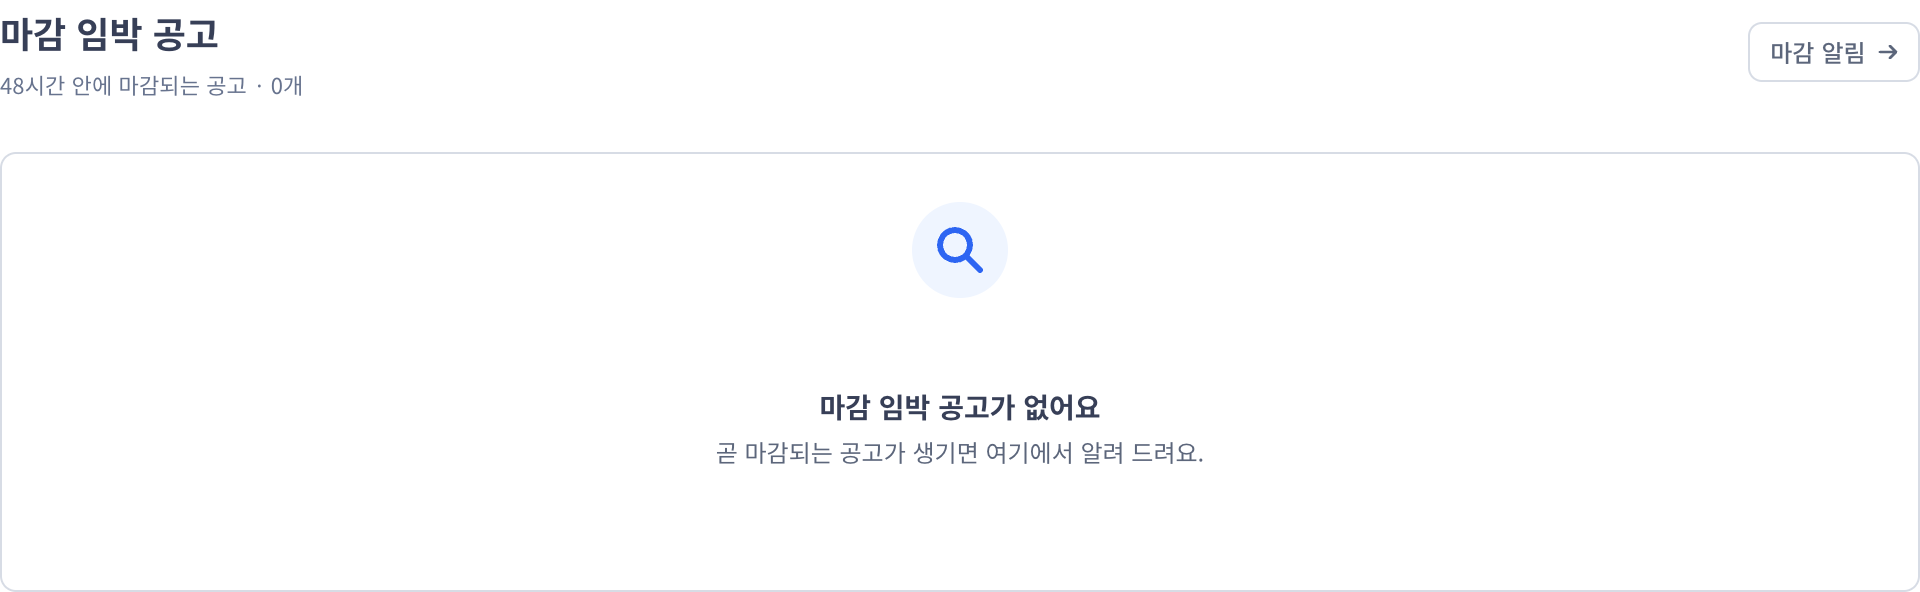 마감 임박 공고
48시간 안에 마감되는 공고 · 0개
마감 알림 →
마감 임박 공고가 없어요
곧 마감되는 공고가 생기면 여기에서 알려 드려요.